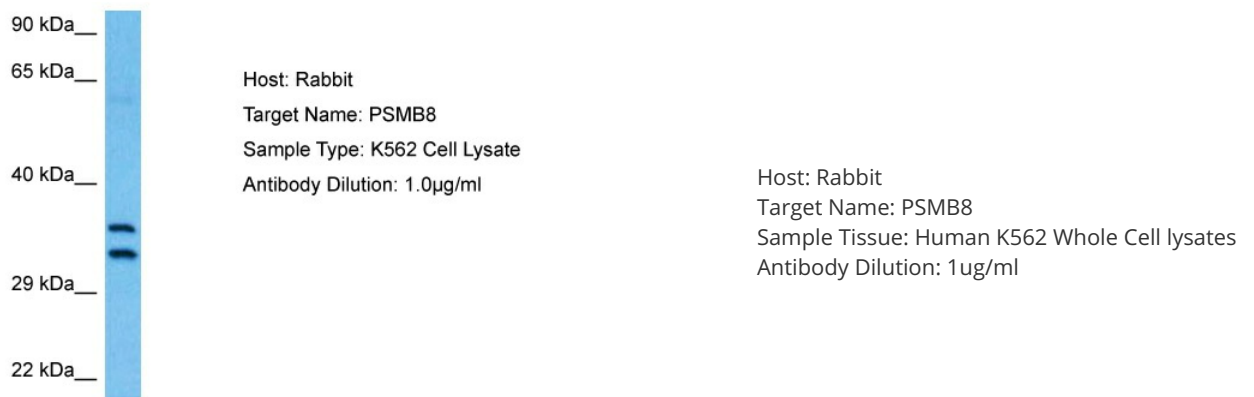 90 kDa__
65 kDa__
40 kDa__
29 kDa__
22 kDa__
Host: Rabbit
Target Name: PSMB8
Sample Type: K562 Cell Lysate
Antibody Dilution: 1.0µg/ml
Host: Rabbit
Target Name: PSMB8
Sample Tissue: Human K562 Whole Cell lysates
Antibody Dilution: 1ug/ml